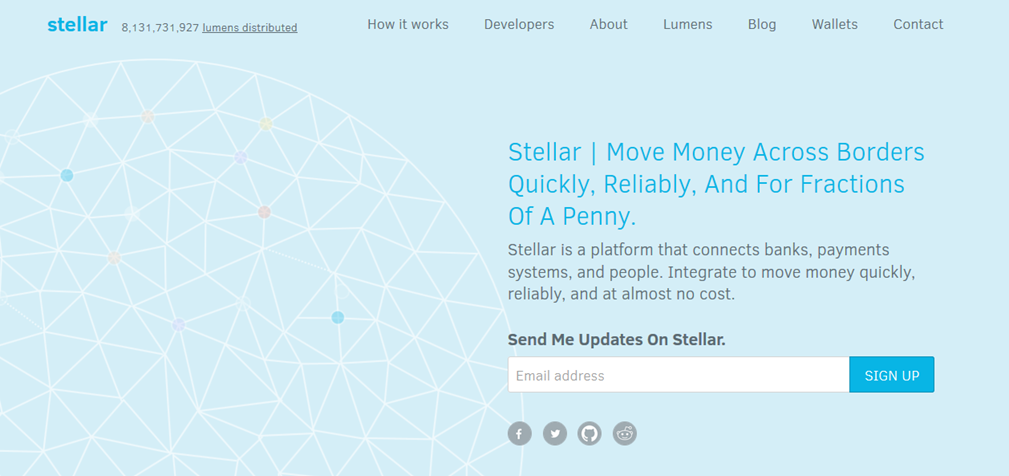 stellar 8,131,731,927 lumens distributed How it works Developers About Lumens Blog Wallets Contact
Stellar | Move Money Across Borders
Quickly, Reliably, And For Fractions
Of A Penny.
Stellar is a platform that connects banks, payments
systems, and people. Integrate to move money quickly,
reliably, and at almost no cost.
Send Me Updates On Stellar.
Email address SIGN UP